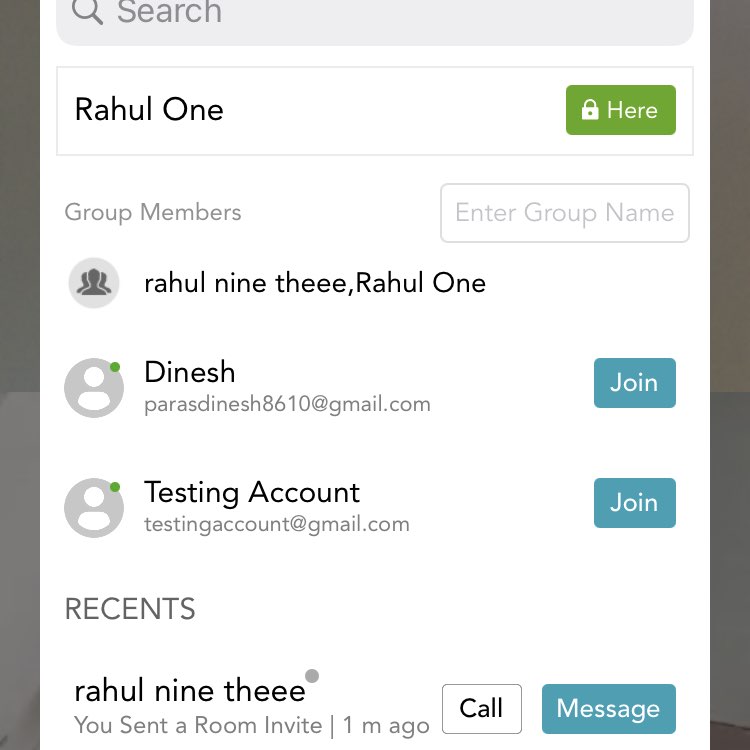 Search
Rahul One
Here
Group Members
Enter Group Name
rahul nine theee,Rahul One
Dinesh
parasdinesh8610@gmail.com
Join
Testing Account
testingaccount@gmail.com
Join
RECENTS
rahul nine theee
You Sent a Room Invite | 1 m ago
Call
Message